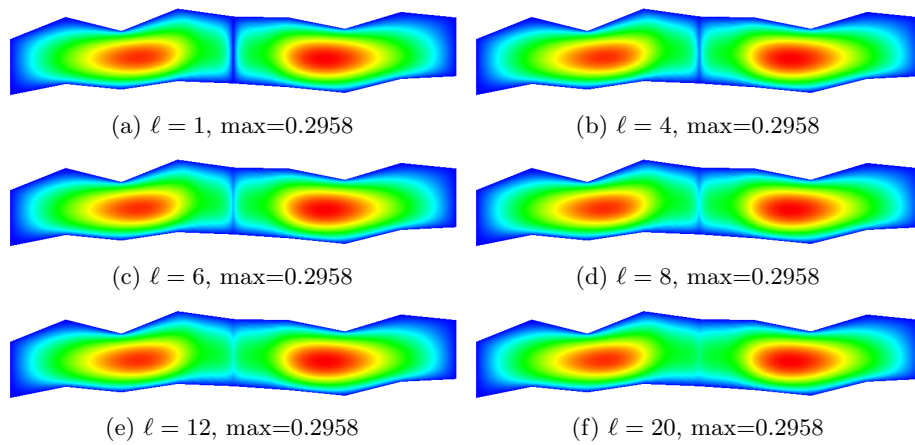 (a) ℓ = 1, max=0.2958
(b) ℓ = 4, max=0.2958
(c) ℓ = 6, max=0.2958
(d) ℓ = 8, max=0.2958
(e) ℓ = 12, max=0.2958
(f) ℓ = 20, max=0.2958